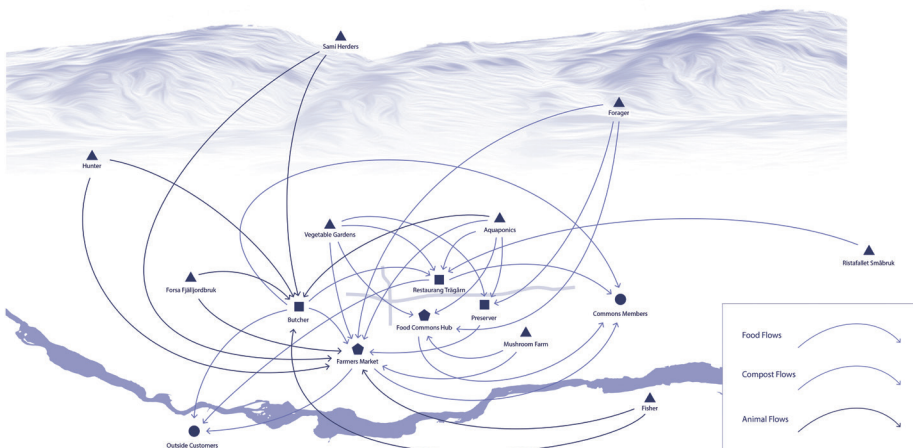 Sami Herders
Forager
Hunter
Vegetable Gardens
Aquaponics
Ristafallet Småbruk
Forsa Fjälljordbruk
Restaurang Trägårn
Butcher
Preserver
Commons Members
Food Commons Hub
Mushroom Farm
Farmers Market
Fisher
Outside Customers
Food Flows
Compost Flows
Animal Flows